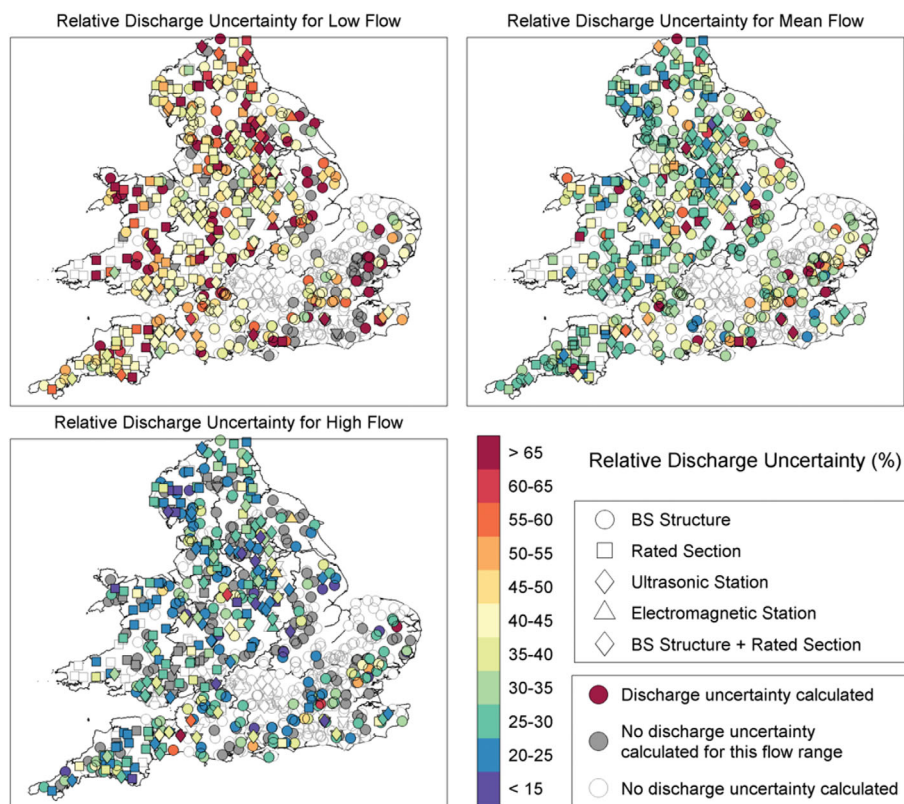 Relative Discharge Uncertainty for Low Flow
Relative Discharge Uncertainty for Mean Flow
Relative Discharge Uncertainty for High Flow
> 65
60-65
55-60
50-55
45-50
40-45
35-40
30-35
25-30
20-25
< 15
Relative Discharge Uncertainty (%)
BS Structure
Rated Section
Ultrasonic Station
Electromagnetic Station
BS Structure + Rated Section
Discharge uncertainty calculated
No discharge uncertainty
calculated for this flow range
No discharge uncertainty calculated